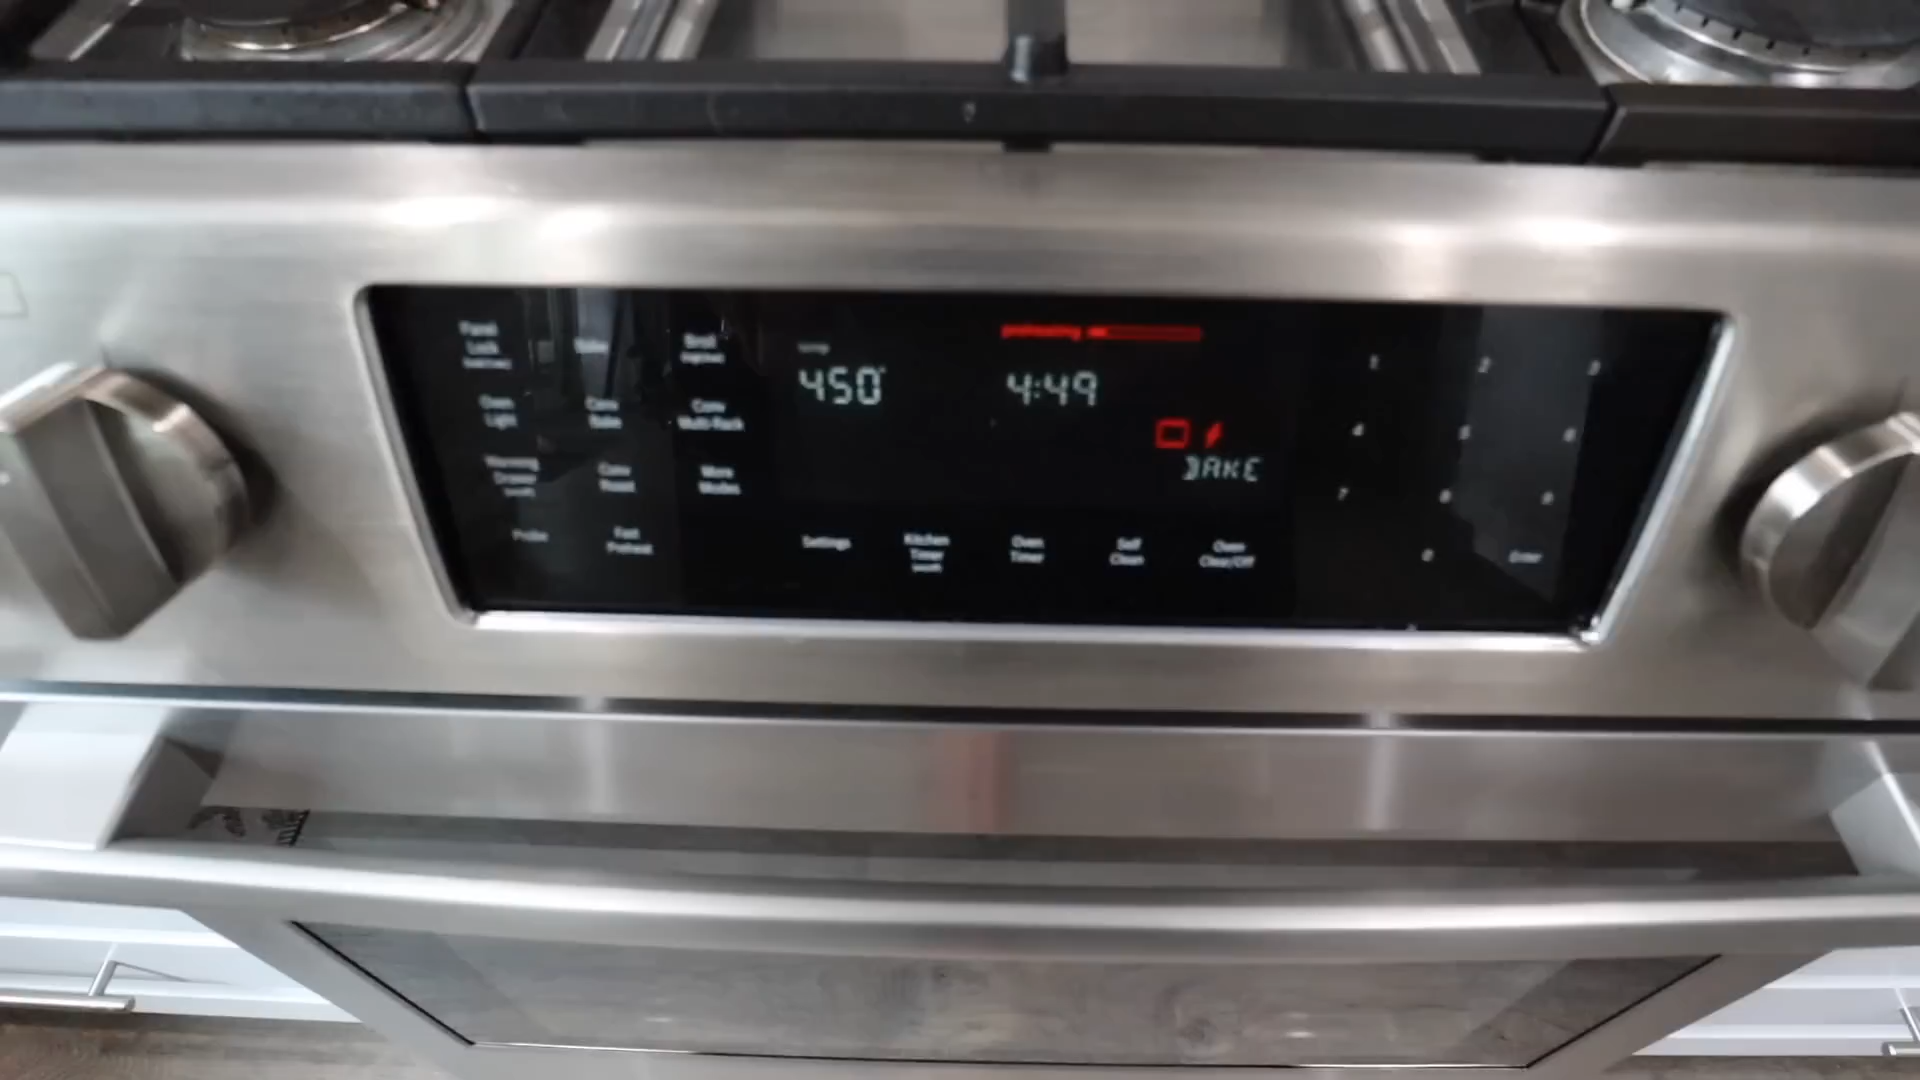 preheating
Panel
Lock
Bake
Broil
temp
450°
4:49
Oven
Light
Conv
Bake
Conv
Multi-Rack
BAKE
Warming
Drawer
Conv
Roast
More
Modes
Probe
Fast
Preheat
Settings
Kitchen
Timer
Oven
Timer
Self
Clean
Oven
Clear/Off
1 2 3
4 5 6
7 8 9
0 Enter